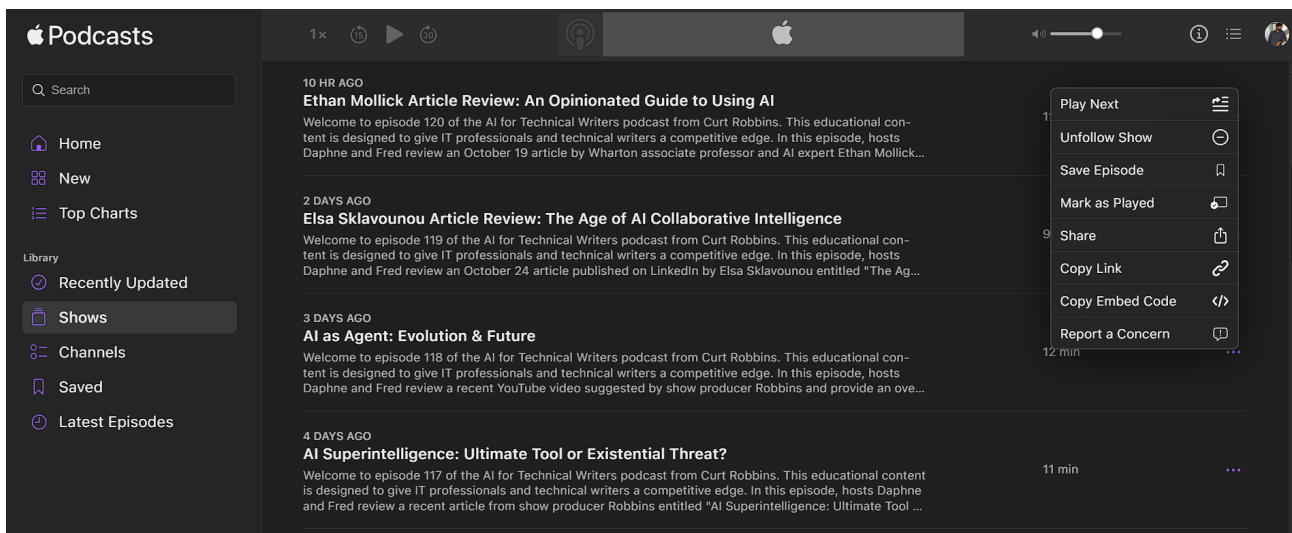 Podcasts
Search
Home
New
Top Charts
Library
Recently Updated
Shows
Channels
Saved
Latest Episodes
1×
15
30
10 HR AGO
Ethan Mollick Article Review: An Opinionated Guide to Using AI
Welcome to episode 120 of the AI for Technical Writers podcast from Curt Robbins. This educational con-
tent is designed to give IT professionals and technical writers a competitive edge. In this episode, hosts
Daphne and Fred review an October 19 article by Wharton associate professor and AI expert Ethan Mollick...
2 DAYS AGO
Elsa Sklavounou Article Review: The Age of AI Collaborative Intelligence
Welcome to episode 119 of the AI for Technical Writers podcast from Curt Robbins. This educational con-
tent is designed to give IT professionals and technical writers a competitive edge. In this episode, hosts
Daphne and Fred review an October 24 article published on LinkedIn by Elsa Sklavounou entitled "The Ag...
9
3 DAYS AGO
AI as Agent: Evolution & Future
Welcome to episode 118 of the AI for Technical Writers podcast from Curt Robbins. This educational con-
tent is designed to give IT professionals and technical writers a competitive edge. In this episode, hosts
Daphne and Fred review a recent YouTube video suggested by show producer Robbins and provide an ove...
12 min
4 DAYS AGO
AI Superintelligence: Ultimate Tool or Existential Threat?
Welcome to episode 117 of the AI for Technical Writers podcast from Curt Robbins. This educational content
is designed to give IT professionals and technical writers a competitive edge. In this episode, hosts Daphne
and Fred review a recent article from show producer Robbins entitled "AI Superintelligence: Ultimate Tool ...
11 min
Play Next
Unfollow Show
Save Episode
Mark as Played
Share
Copy Link
Copy Embed Code
Report a Concern